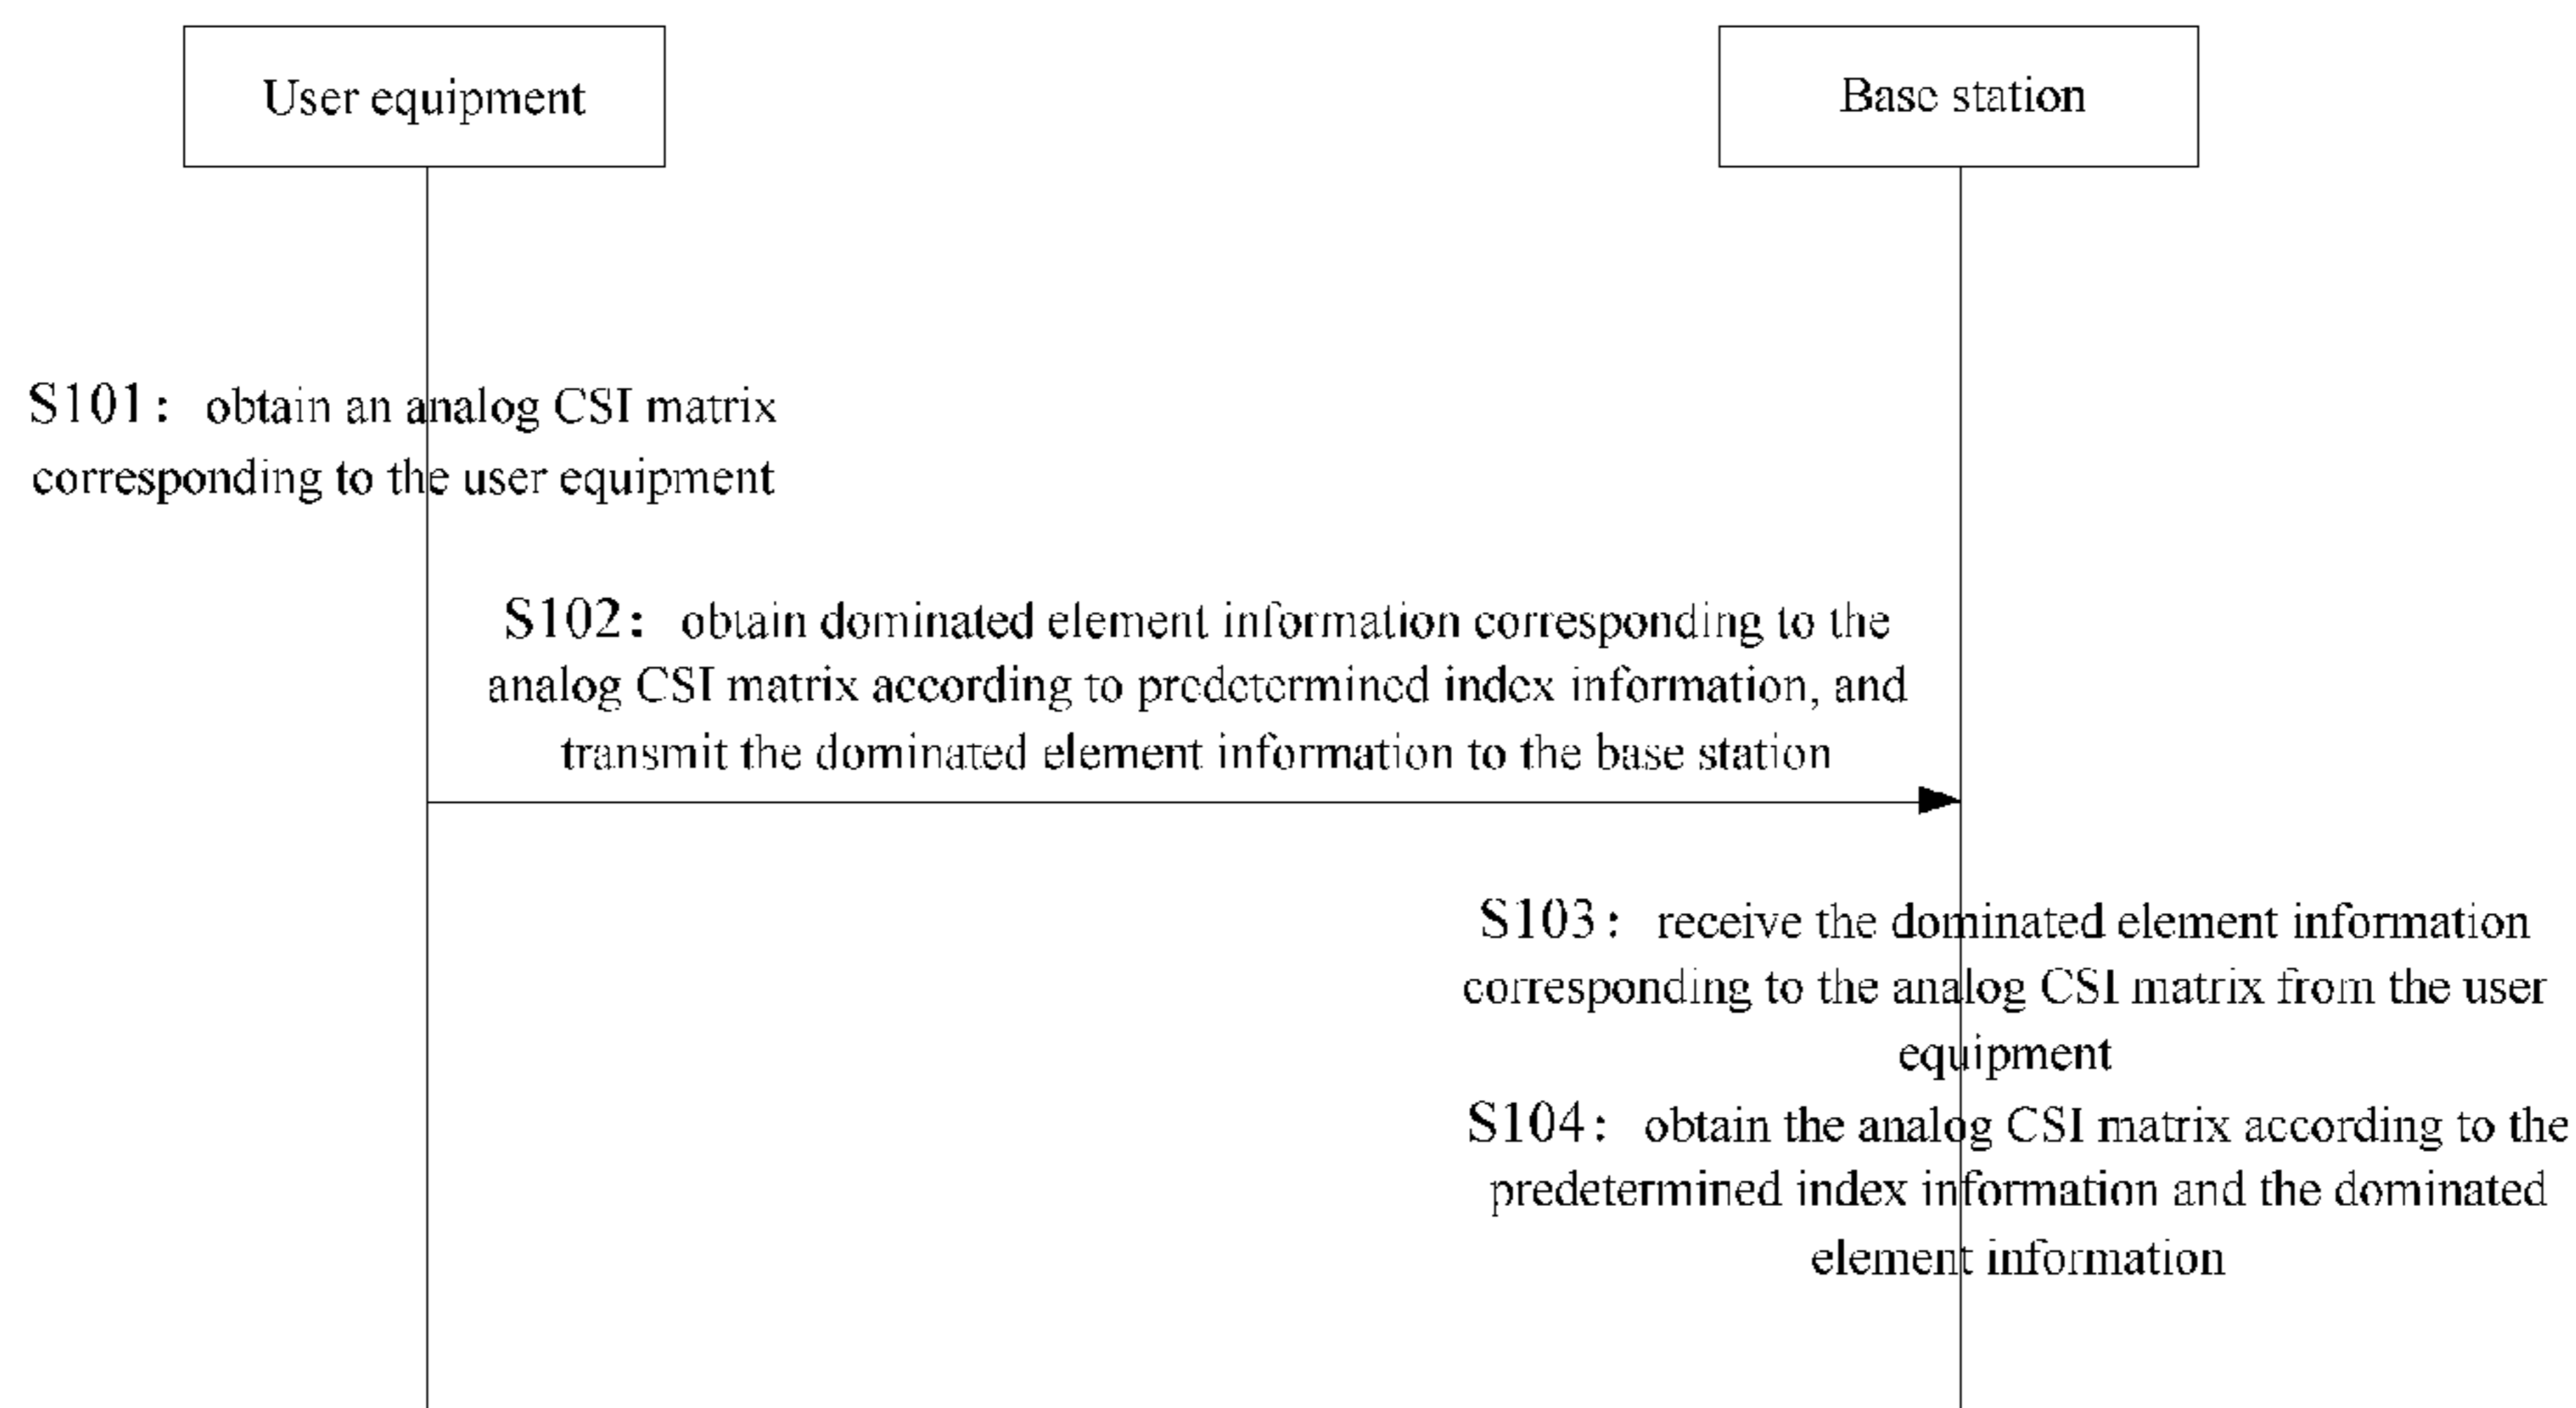 User equipment
Base station
S101: obtain an analog CSI matrix
corresponding to the user equipment
S102: obtain dominated element information corresponding to the
analog CSI matrix according to predetermined index information, and
transmit the dominated element information to the base station
S103: receive the dominated element information
corresponding to the analog CSI matrix from the user
equipment
S104: obtain the analog CSI matrix according to the
predetermined index information and the dominated
element information